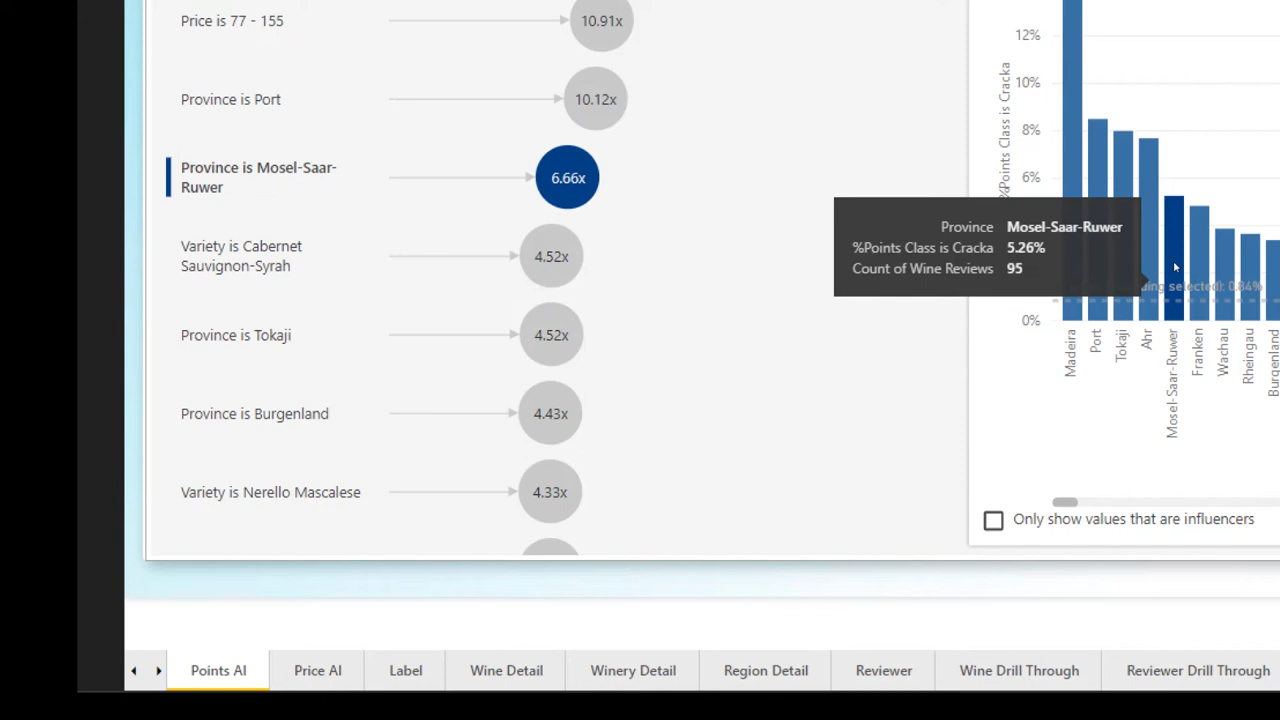 Price is 77 - 155
10.91x
Province is Port
10.12x
Province is Mosel-Saar-
Ruwer
6.66x
Variety is Cabernet
Sauvignon-Syrah
4.52x
Province is Tokaji
4.52x
Province is Burgenland
4.43x
Variety is Nerello Mascalese
4.33x
%Points Class is Cracka
12%
10%
8%
6%
0%
Province Mosel-Saar-Ruwer
%Points Class is Cracka 5.26%
Count of Wine Reviews 95
selected): 0.84%
Madeira
Port
Tokaji
Ahr
Mosel-Saar-Ruwer
Franken
Wachau
Rheingau
Burgenland
Only show values that are influencers
Points AI
Price AI
Label
Wine Detail
Winery Detail
Region Detail
Reviewer
Wine Drill Through
Reviewer Drill Through